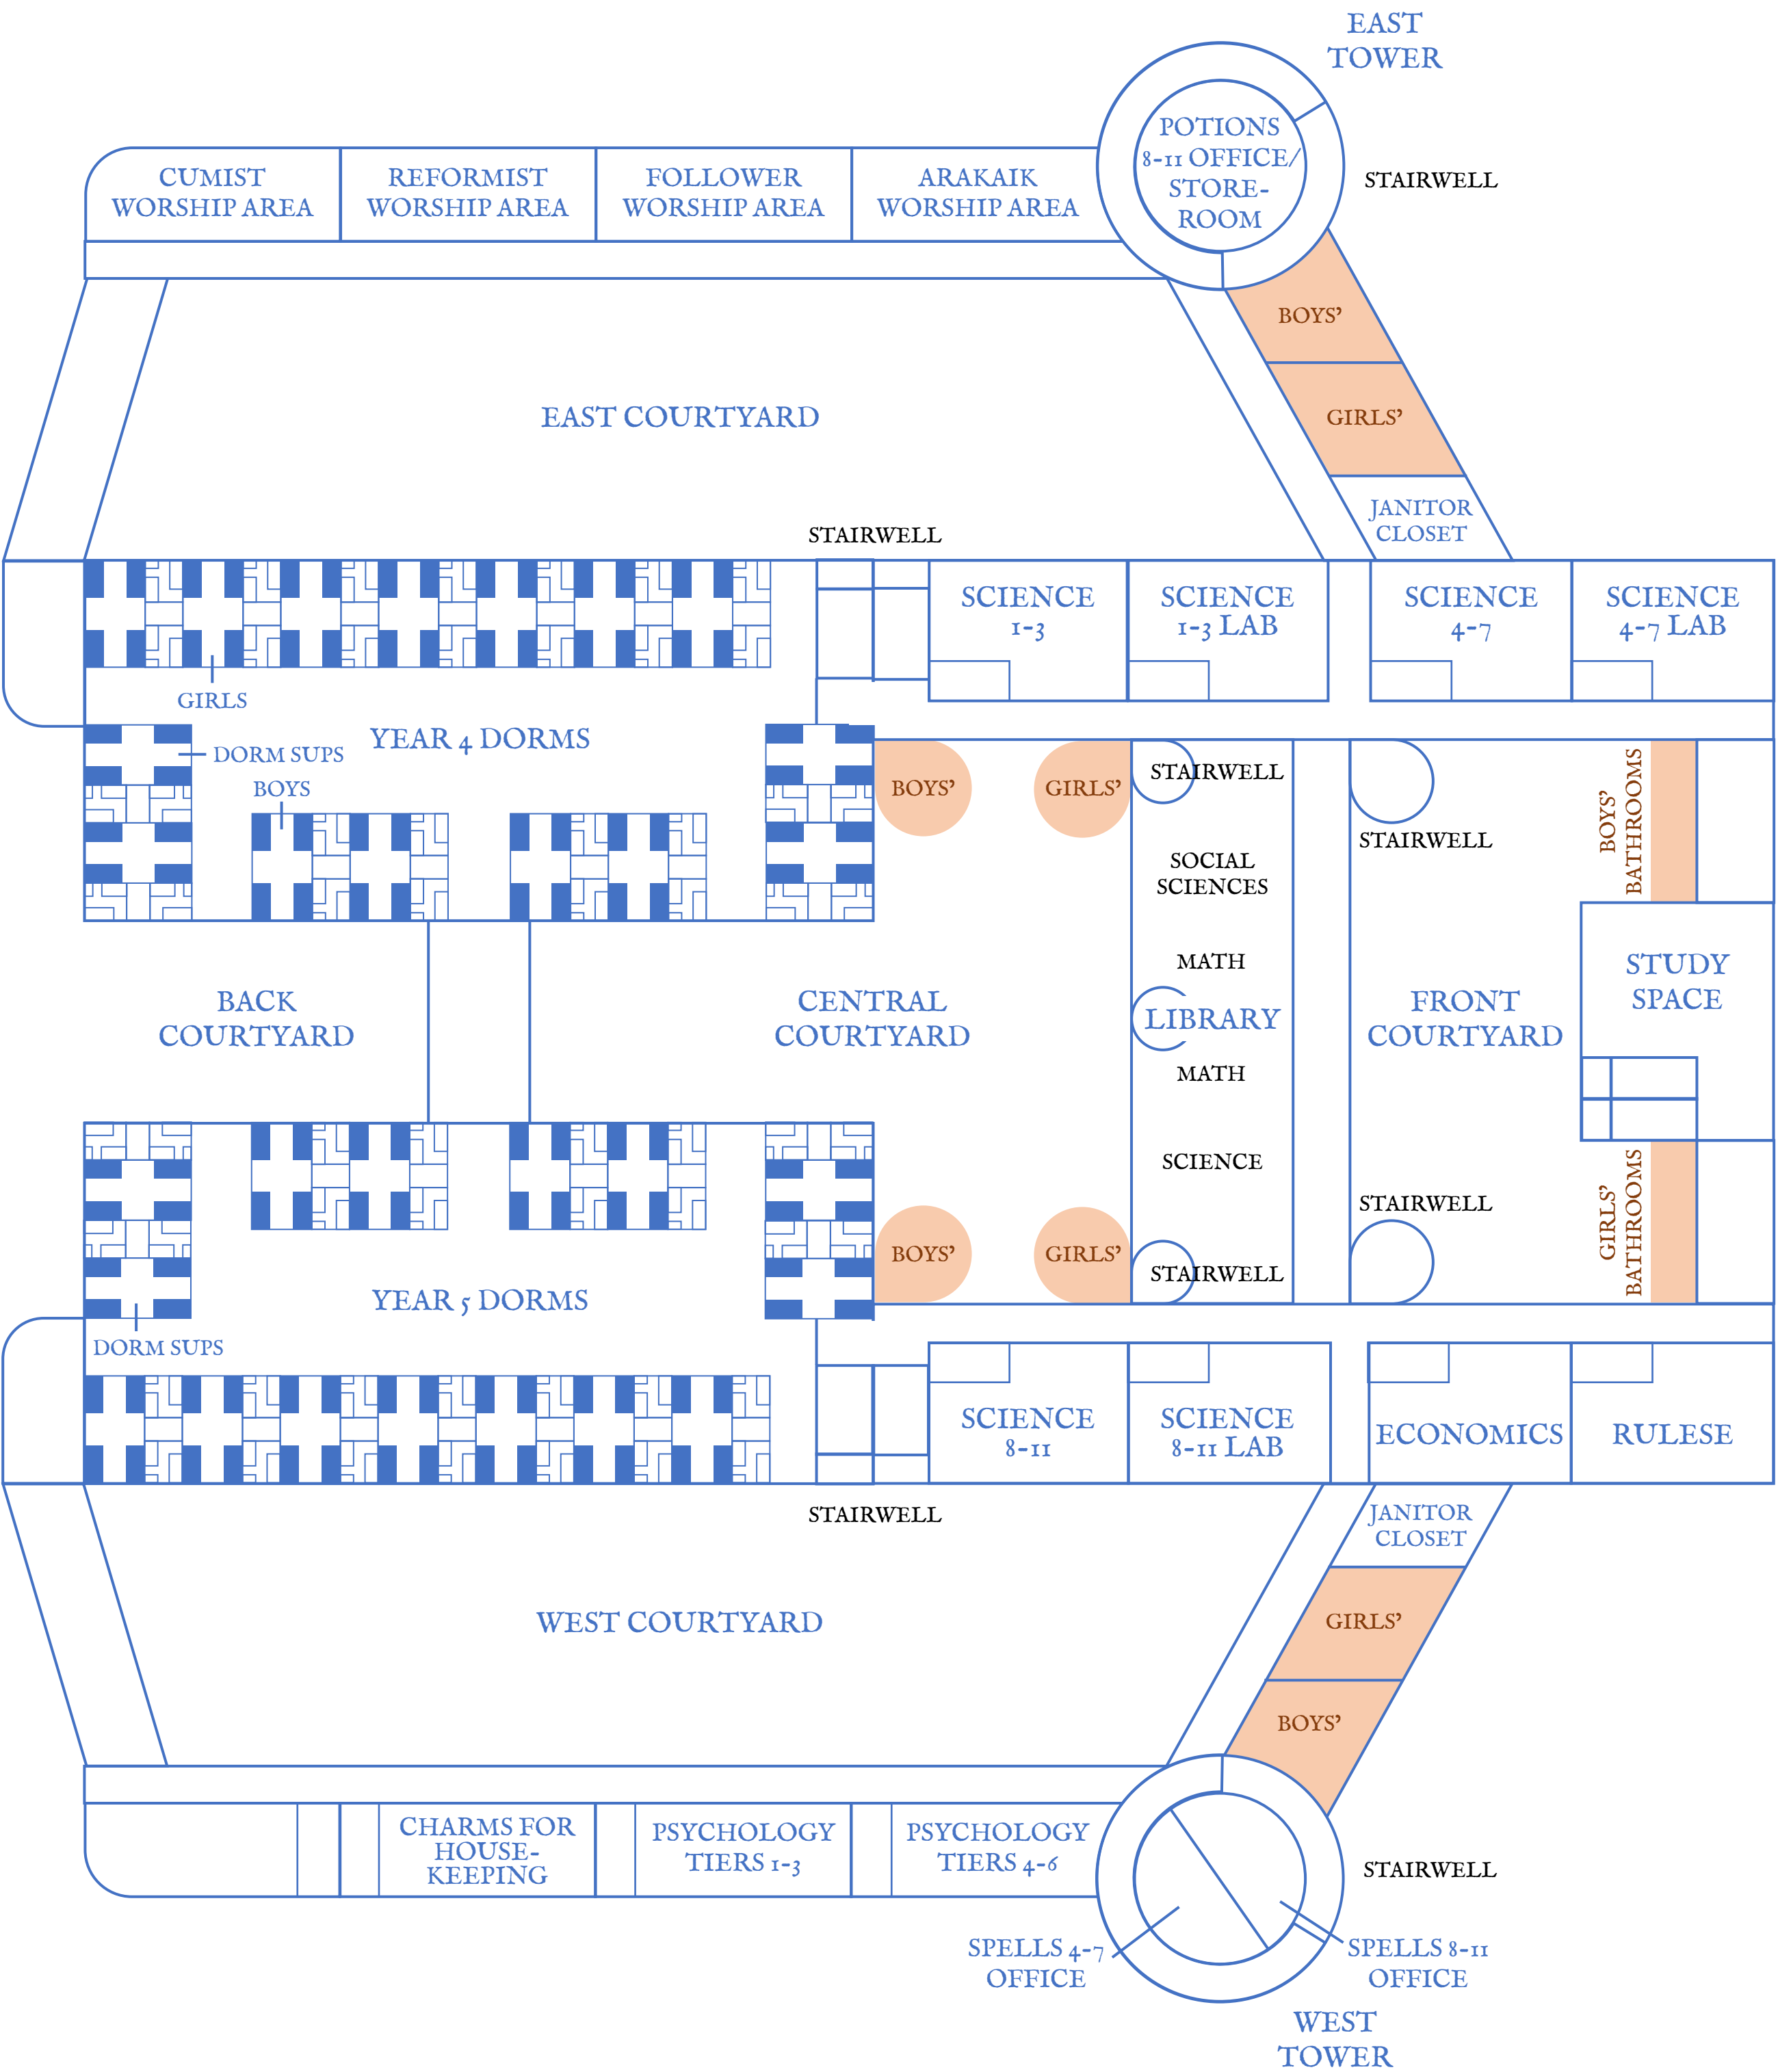 EAST
TOWER
POTIONS
8-11 OFFICE/
STORE-
ROOM
STAIRWELL
CUMIST
WORSHIP AREA
REFORMIST
WORSHIP AREA
FOLLOWER
WORSHIP AREA
ARAKAIK
WORSHIP AREA
BOYS’
GIRLS’
JANITOR
CLOSET
EAST COURTYARD
STAIRWELL
SCIENCE
1-3
SCIENCE
1-3 LAB
SCIENCE
4-7
SCIENCE
4-7 LAB
GIRLS
YEAR 4 DORMS
DORM SUPS
BOYS
BOYS’
GIRLS’
STAIRWELL
STAIRWELL
BOYS’
BATHROOMS
SOCIAL
SCIENCES
MATH
LIBRARY
MATH
SCIENCE
STAIRWELL
BACK
COURTYARD
CENTRAL
COURTYARD
FRONT
COURTYARD
STUDY
SPACE
STAIRWELL
GIRLS’
BATHROOMS
BOYS’
GIRLS’
YEAR 5 DORMS
DORM SUPS
SCIENCE
8-11
SCIENCE
8-11 LAB
ECONOMICS
RULESE
STAIRWELL
JANITOR
CLOSET
GIRLS’
BOYS’
WEST COURTYARD
CHARMS FOR
HOUSE-
KEEPING
PSYCHOLOGY
TIERS 1-3
PSYCHOLOGY
TIERS 4-6
STAIRWELL
SPELLS 4-7
OFFICE
SPELLS 8-11
OFFICE
WEST
TOWER